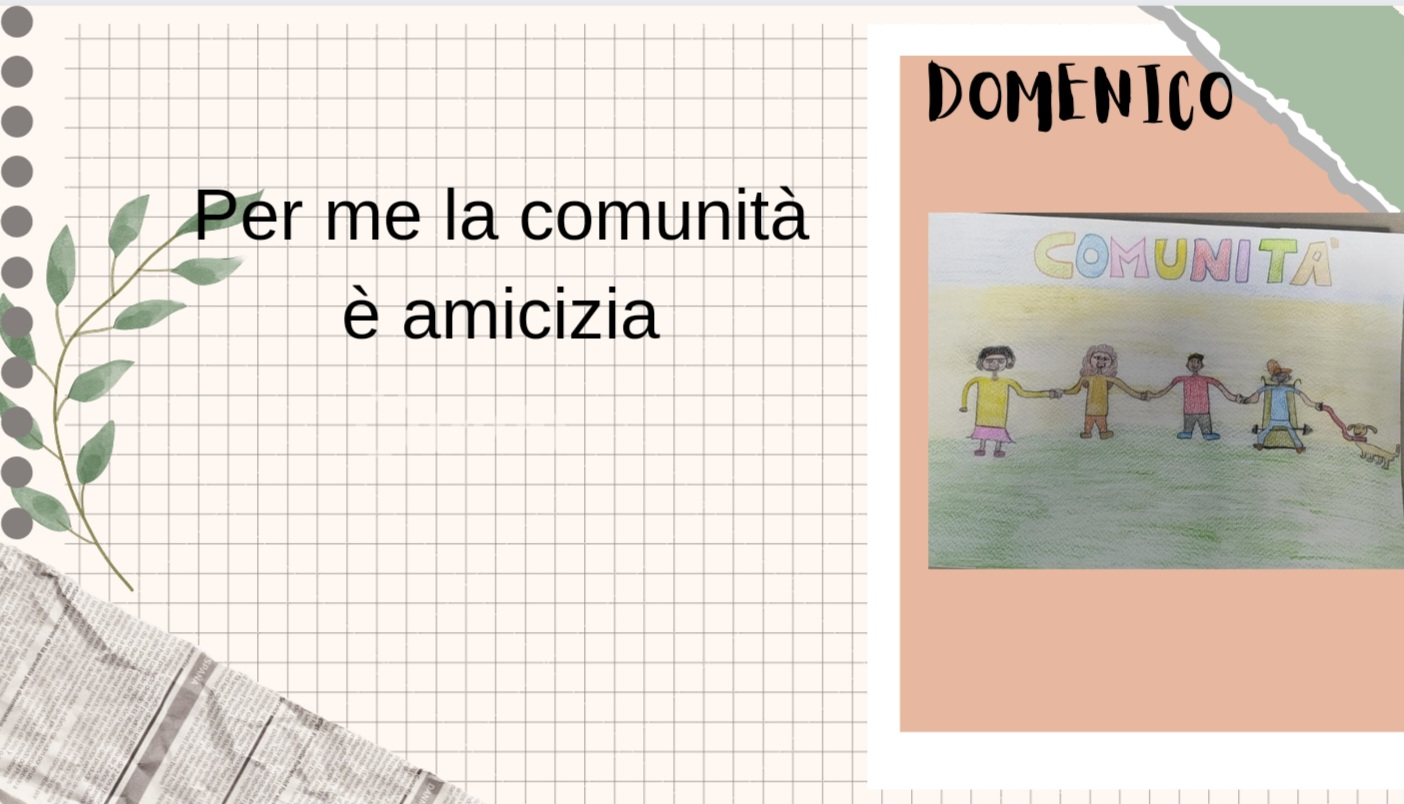 Per me la comunità
è amicizia
DOMENICO
COMUNITA'